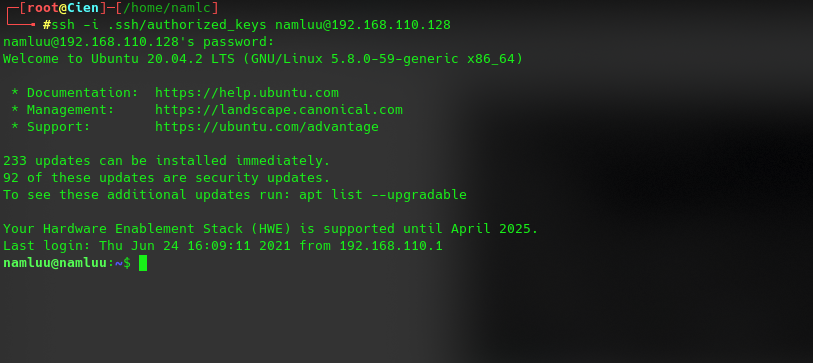 ┌─[root@Cien]─[/home/namlc]
└──╼ #ssh -i .ssh/authorized_keys namluu@192.168.110.128
namluu@192.168.110.128's password:
Welcome to Ubuntu 20.04.2 LTS (GNU/Linux 5.8.0-59-generic x86_64)

 * Documentation:  https://help.ubuntu.com
 * Management:     https://landscape.canonical.com
 * Support:        https://ubuntu.com/advantage

233 updates can be installed immediately.
92 of these updates are security updates.
To see these additional updates run: apt list --upgradable

Your Hardware Enablement Stack (HWE) is supported until April 2025.
Last login: Thu Jun 24 16:09:11 2021 from 192.168.110.1
namluu@namluu:~$